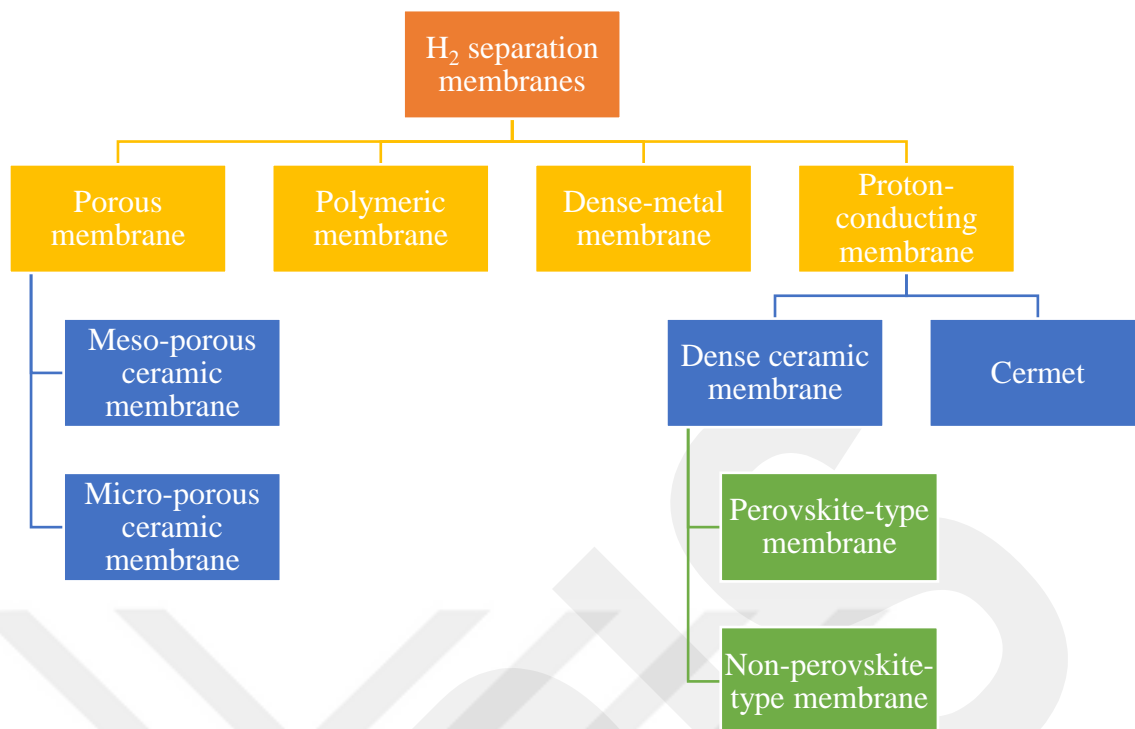 H₂ separation
membranes
Porous
membrane
Polymeric
membrane
Dense-metal
membrane
Proton-
conducting
membrane
Meso-porous
ceramic
membrane
Dense ceramic
membrane
Cermet
Micro-porous
ceramic
membrane
Perovskite-type
membrane
Non-perovskite-
type membrane